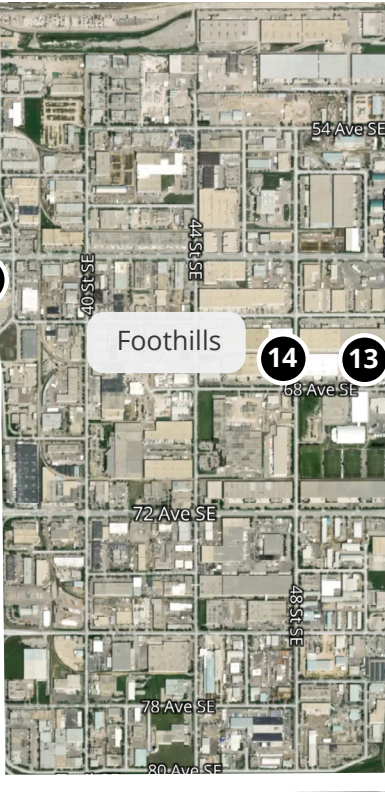 54 Ave SE
44 St SE
40 St SE
Foothills
14
13
68 Ave SE
72 Ave SE
48 St SE
78 Ave SE
80 Ave SE